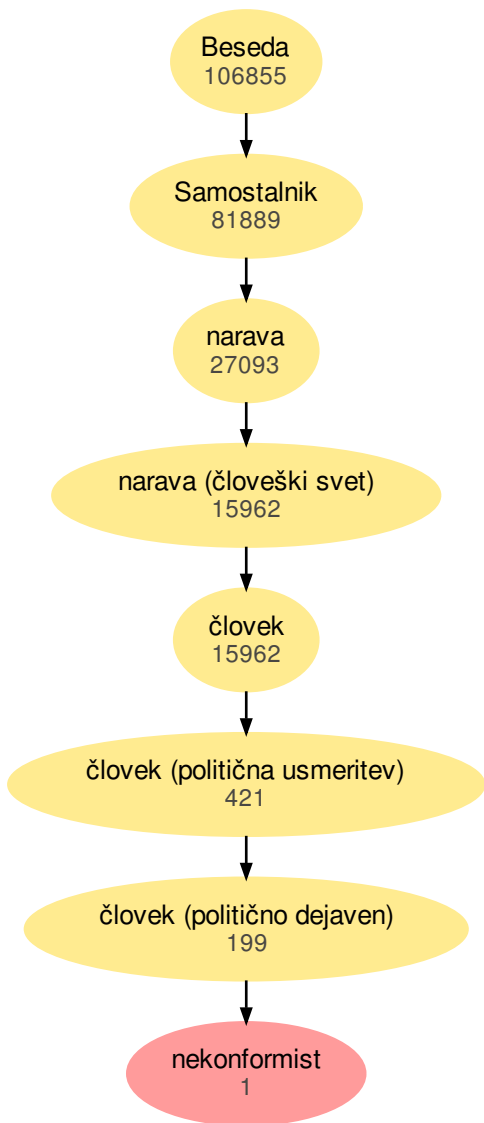 Beseda
106855
Samostalnik
81889
narava
27093
narava (človeški svet)
15962
človek
15962
človek (politična usmeritev)
421
človek (politično dejaven)
199
nekonformist
1